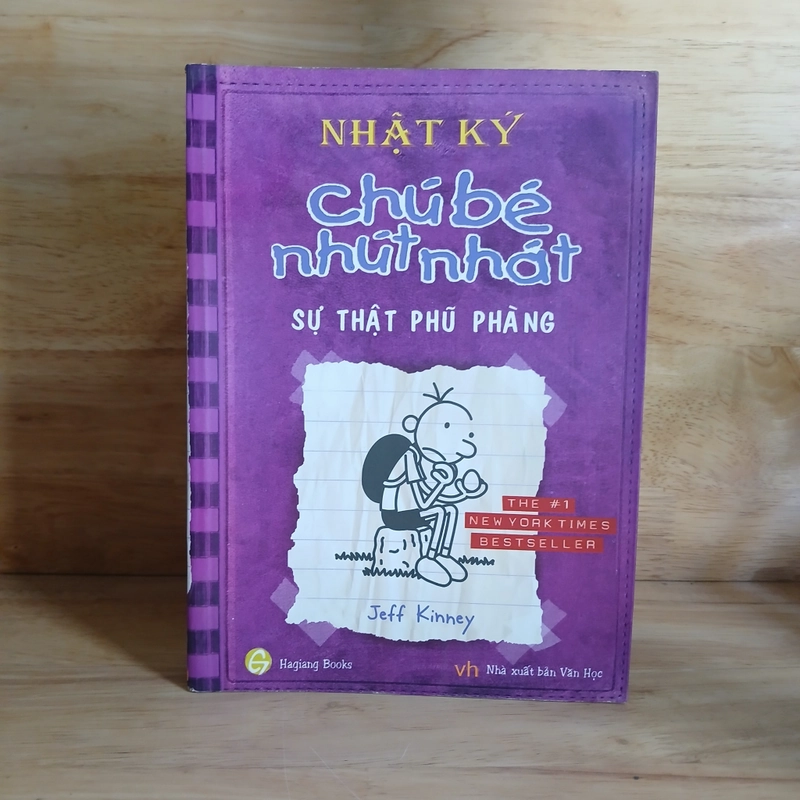 NHẬT KÝ
chú bé
nhút nhát
SỰ THẬT PHŨ PHÀNG
THE #1
NEW YORK TIMES
BESTSELLER
Jeff Kinney
G Hagiang Books
vh Nhà xuất bản Văn Học